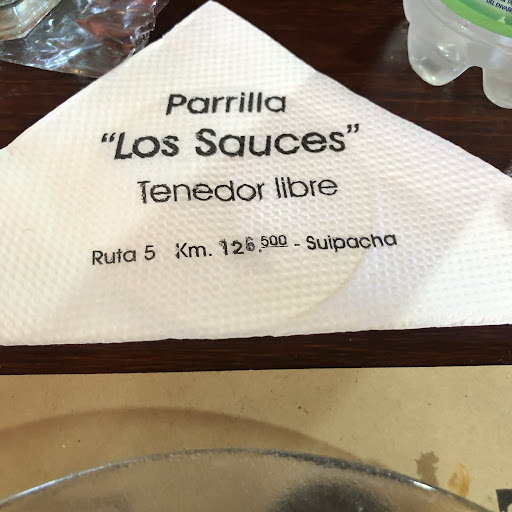 Parrilla
"Los Sauces"
Tenedor libre
Ruta 5 Km. 126.500 - Suipacha